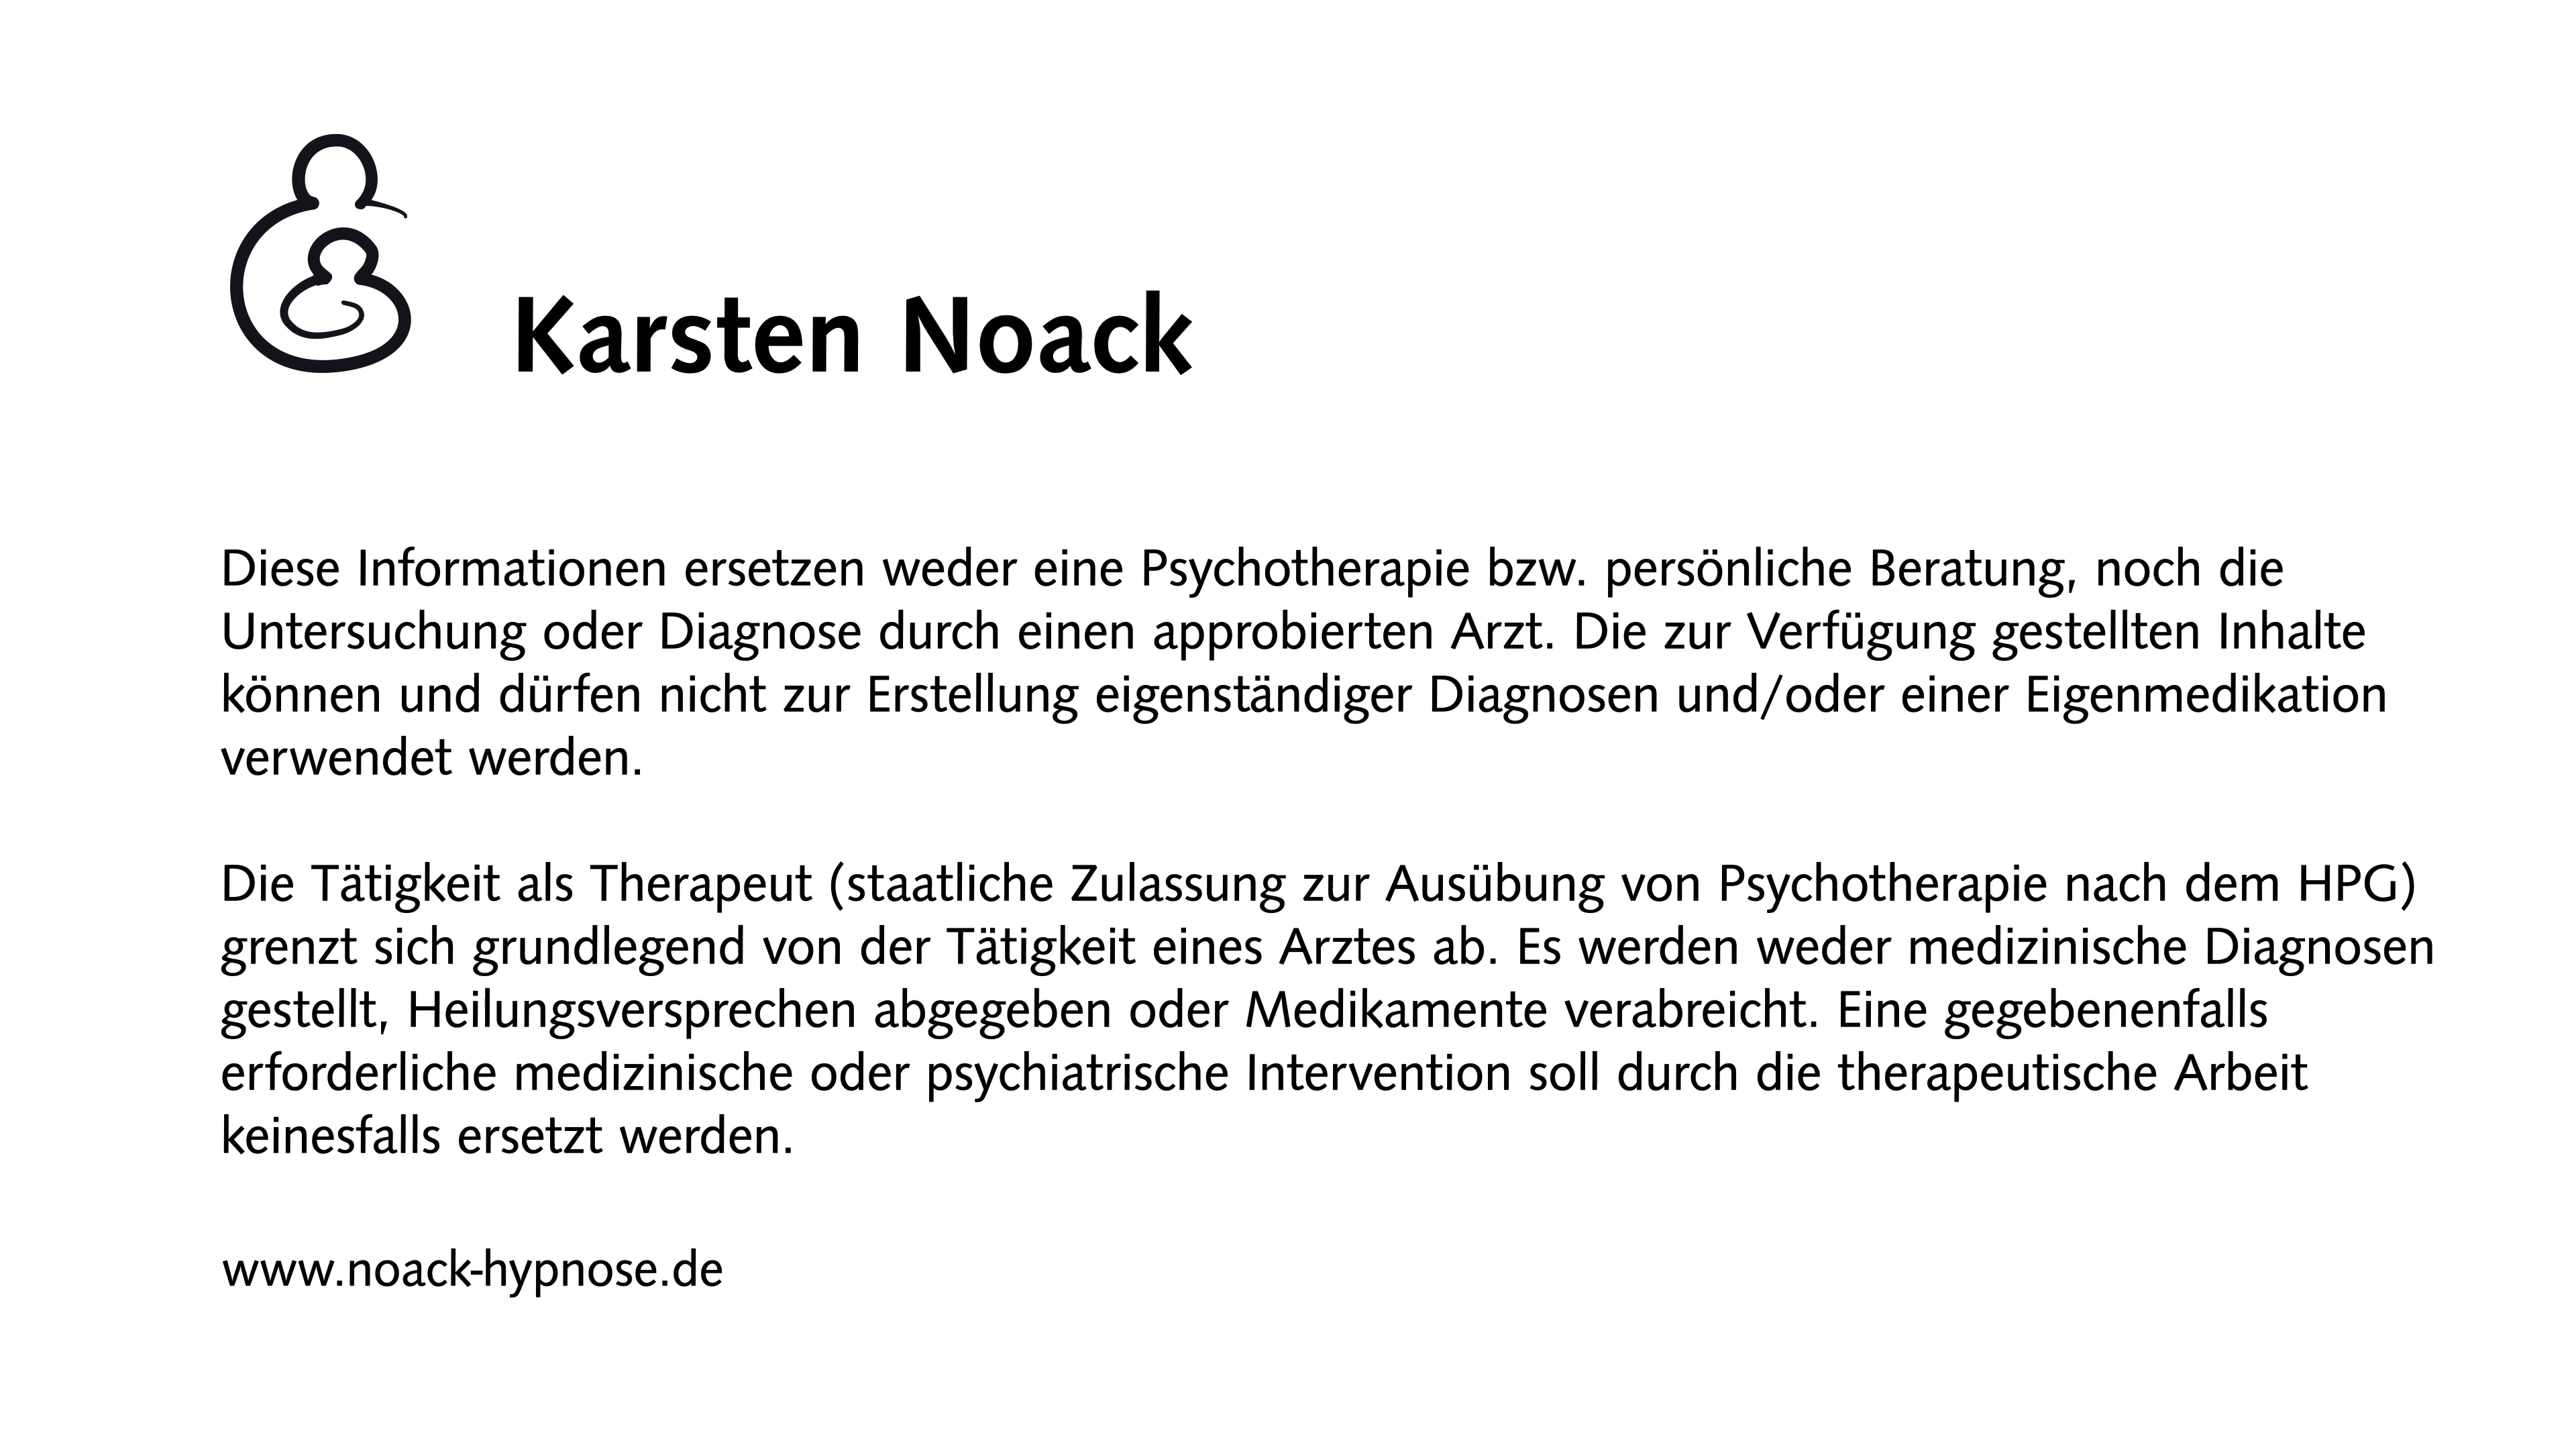 Karsten Noack
Diese Informationen ersetzen weder eine Psychotherapie bzw. persönliche Beratung, noch die
Untersuchung oder Diagnose durch einen approbierten Arzt. Die zur Verfügung gestellten Inhalte
können und dürfen nicht zur Erstellung eigenständiger Diagnosen und/oder einer Eigenmedikation
verwendet werden.
Die Tätigkeit als Therapeut (staatliche Zulassung zur Ausübung von Psychotherapie nach dem HPG)
grenzt sich grundlegend von der Tätigkeit eines Arztes ab. Es werden weder medizinische Diagnosen
gestellt, Heilungsversprechen abgegeben oder Medikamente verabreicht. Eine gegebenenfalls
erforderliche medizinische oder psychiatrische Intervention soll durch die therapeutische Arbeit
keinesfalls ersetzt werden.
www.noack-hypnose.de